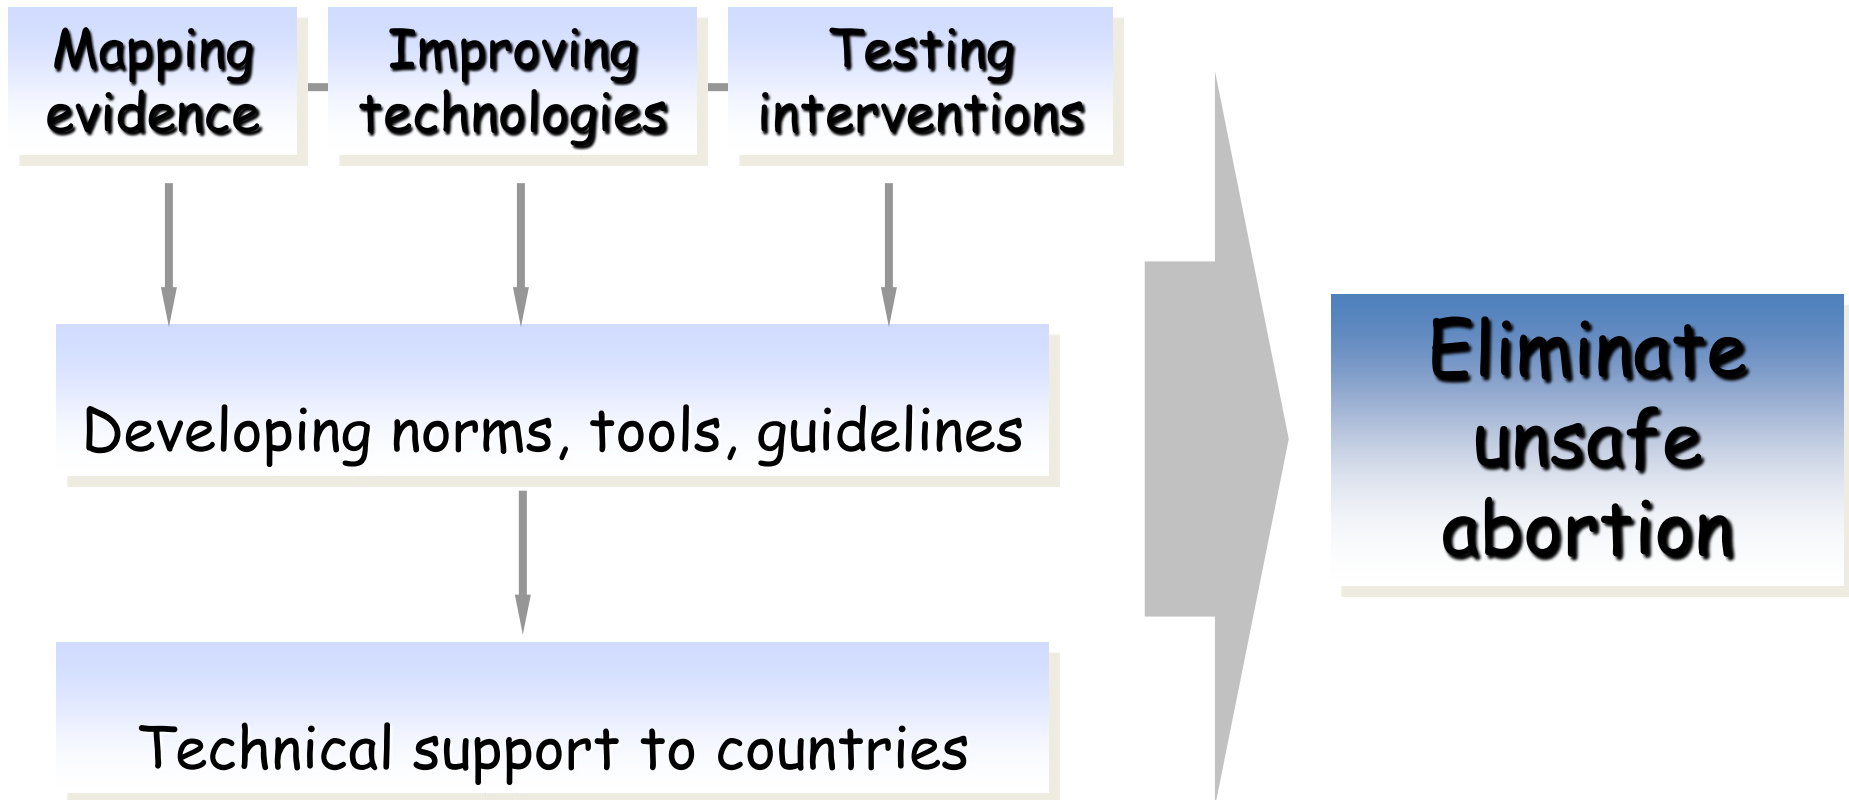 Mapping
evidence
Improving
technologies
Testing
interventions
Developing norms, tools, guidelines
Technical support to countries
Eliminate
unsafe
abortion